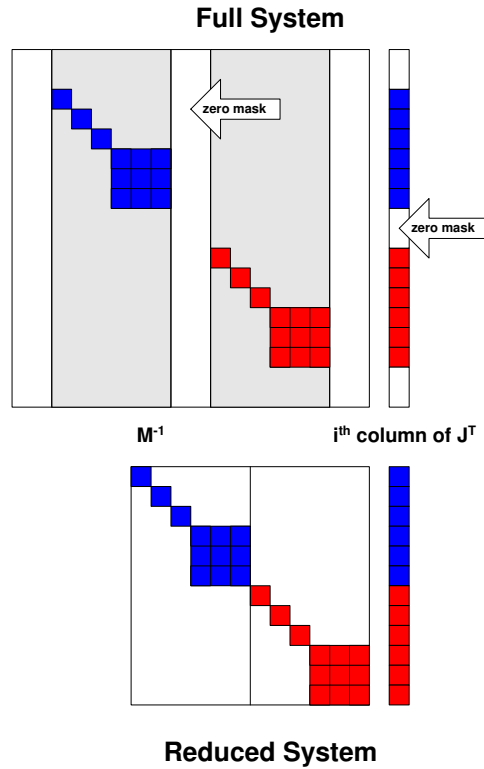 Full System
zero mask
zero mask
M⁻¹
iᵗʰ column of Jᵀ
Reduced System